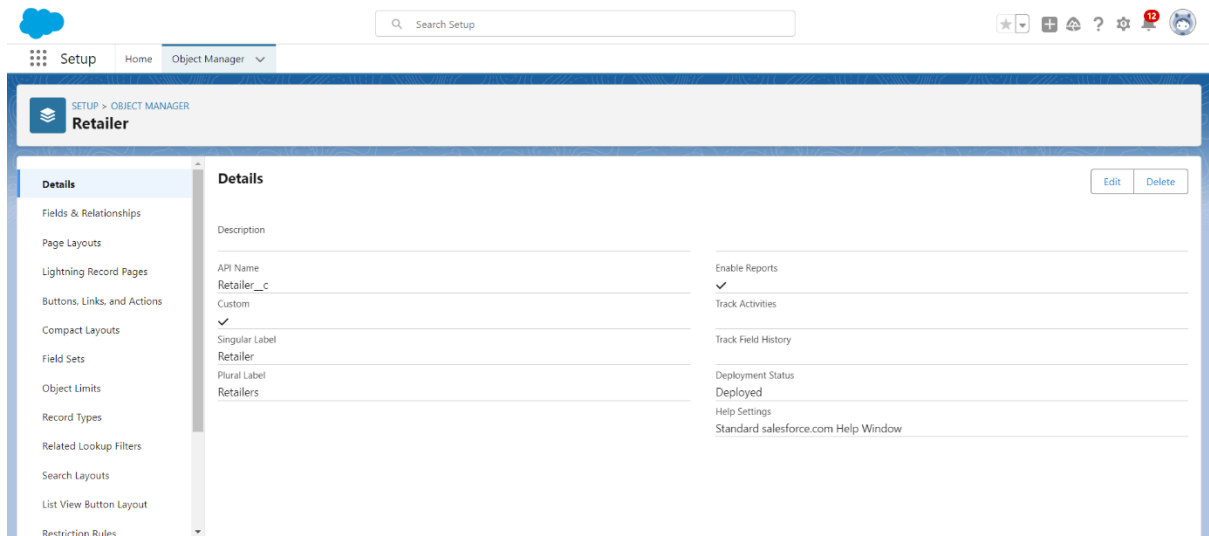 Search Setup
12
Setup
Home
Object Manager
SETUP > OBJECT MANAGER
Retailer
Details
Fields & Relationships
Page Layouts
Lightning Record Pages
Buttons, Links, and Actions
Compact Layouts
Field Sets
Object Limits
Record Types
Related Lookup Filters
Search Layouts
List View Button Layout
Restriction Rules
Details
Edit
Delete
Description
API Name
Retailer__c
Custom
Singular Label
Retailer
Plural Label
Retailers
Enable Reports
Track Activities
Track Field History
Deployment Status
Deployed
Help Settings
Standard salesforce.com Help Window